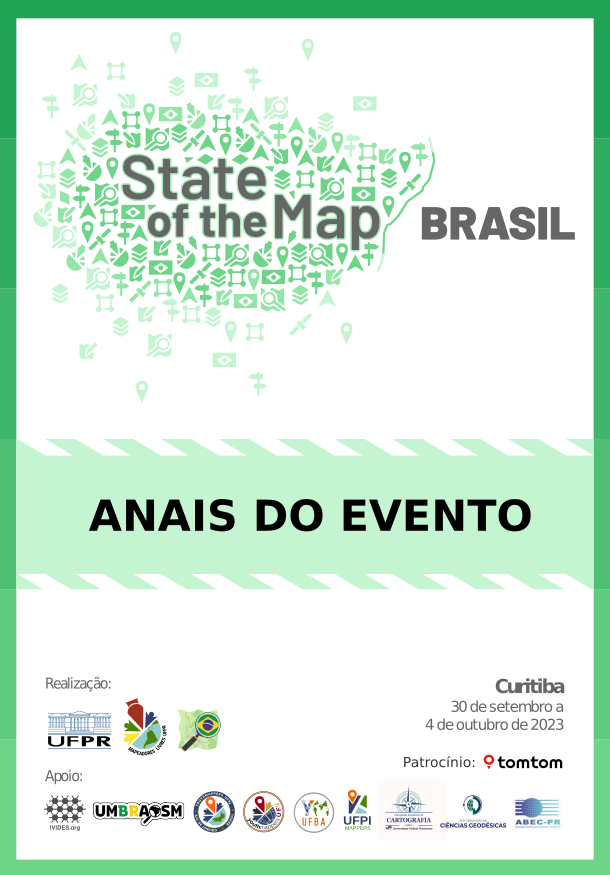 State
of the Map
BRASIL
ANAIS DO EVENTO
Realização:
UFPR
MAPEADORES LIVRES UFPR
Curitiba
30 de setembro a
4 de outubro de 2023
Patrocínio: tomtom
Apoio:
IVIDES.org
UMBRAOSM
UFBA
UFPI
MAPPERS
CARTOGRAFIA
CIÊNCIAS GEODÉSICAS
ABEC-PR